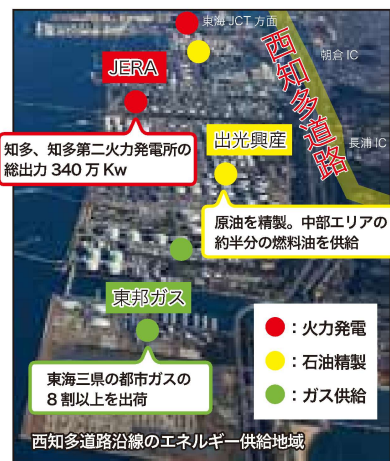 東海JCT方面
朝倉IC
JERA
西知多道路
長浦IC
知多、知多第二火力発電所の
総出力340万Kw
出光興産
原油を精製。中部エリアの
約半分の燃料油を供給
東邦ガス
東海三県の都市ガスの
8割以上を出荷
:火力発電
:石油精製
:ガス供給
西知多道路沿線のエネルギー供給地域